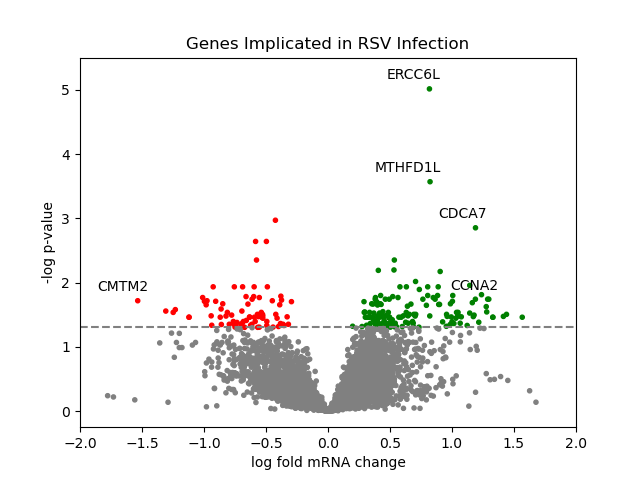 Genes Implicated in RSV Infection
ERCC6L
MTHFD1L
CDCA7
CCNA2
CMTM2
-log p-value
5
4
3
2
1
0
−2.0 −1.5 −1.0 −0.5 0.0 0.5 1.0 1.5 2.0
log fold mRNA change